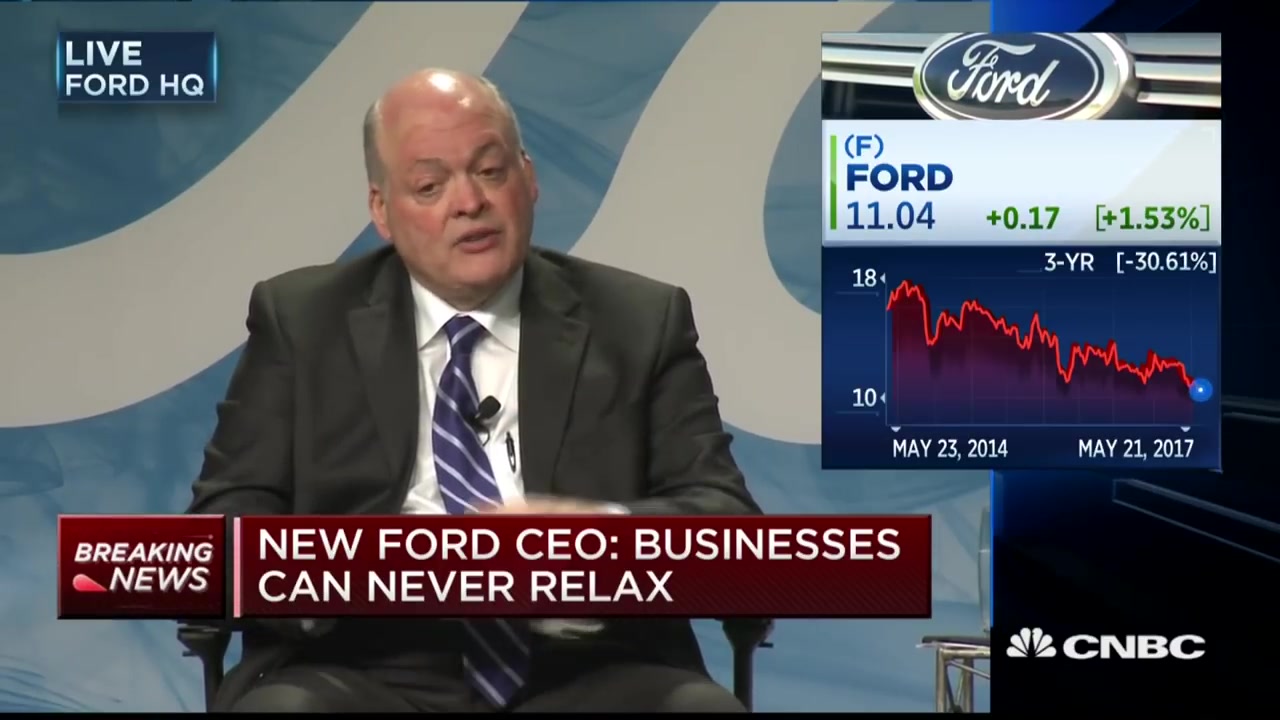 LIVE
FORD HQ
Ford
(F)
FORD
11.04 +0.17 [+1.53%]
3-YR [-30.61%]
18
10
MAY 23, 2014 MAY 21, 2017
BREAKING
NEWS
NEW FORD CEO: BUSINESSES
CAN NEVER RELAX
CNBC